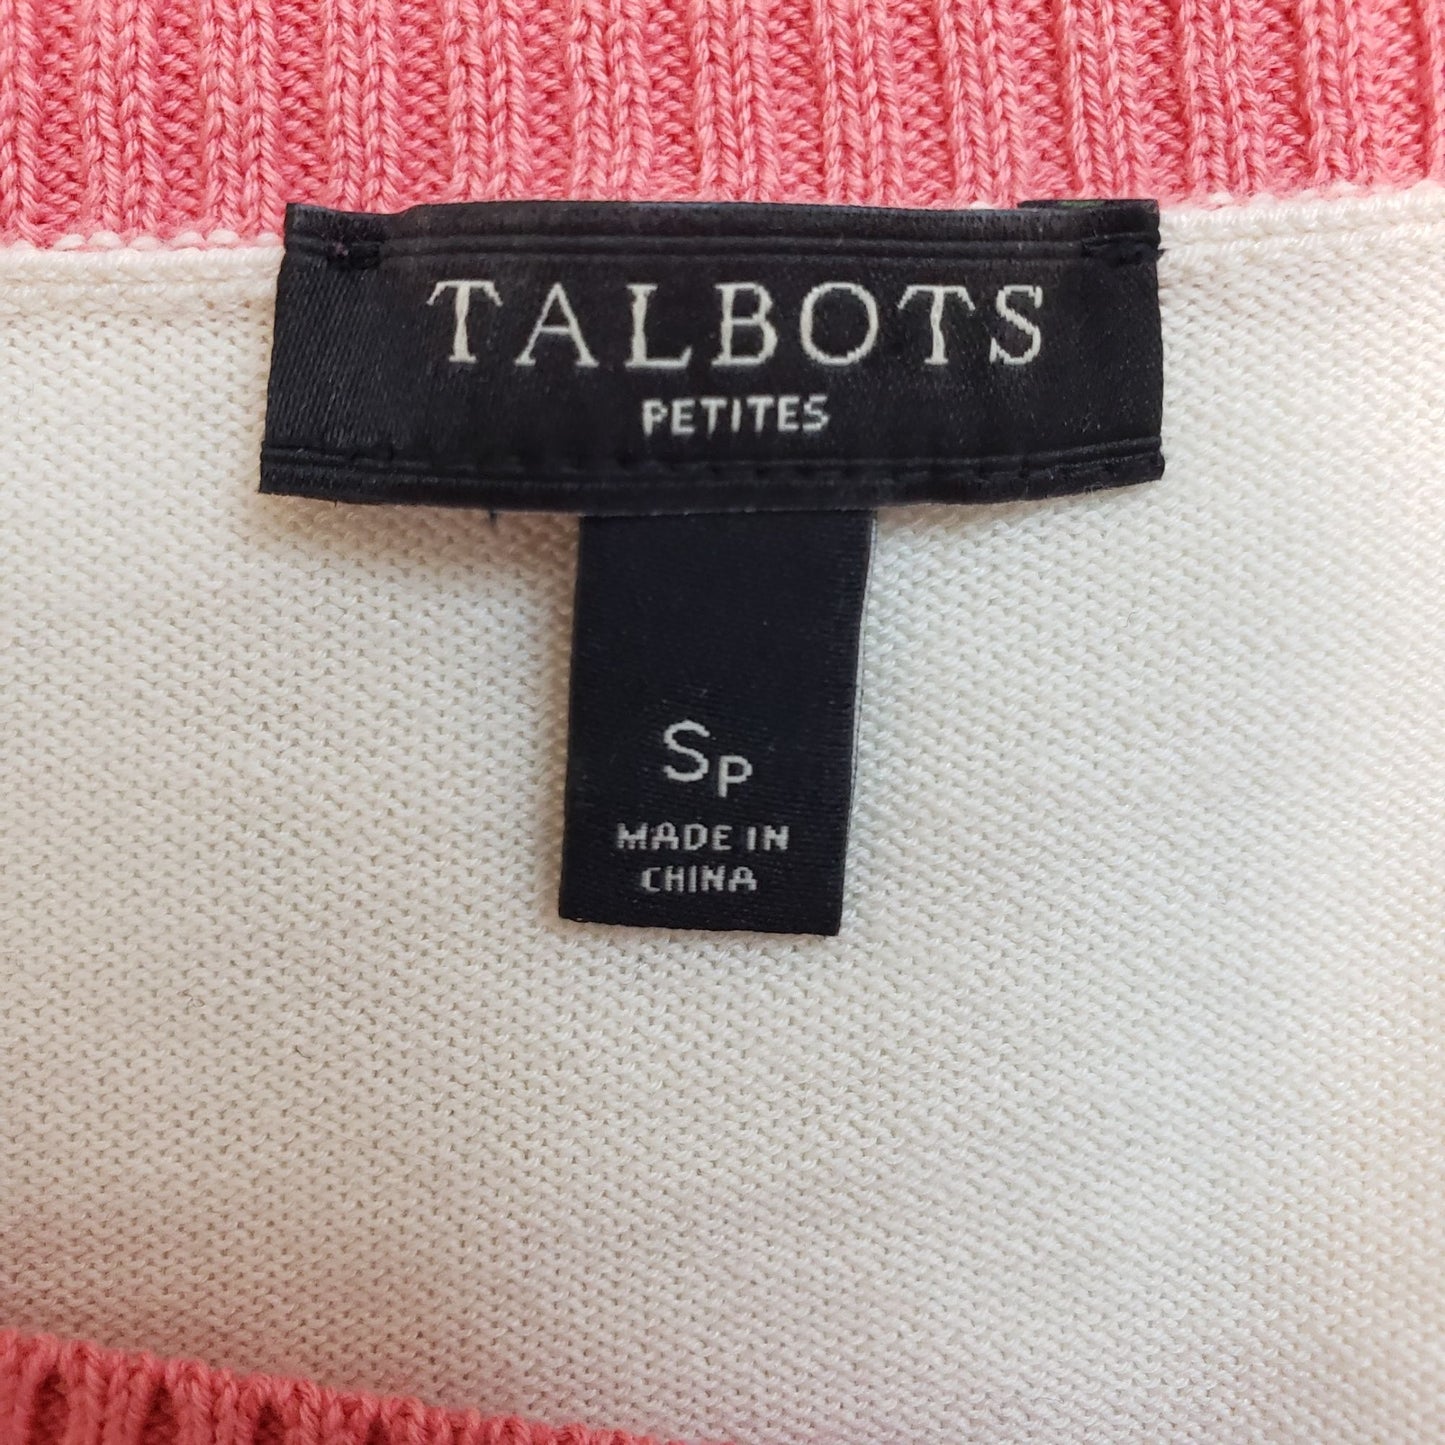 TALBOTS
PETITES
SP
MADE IN
CHINA